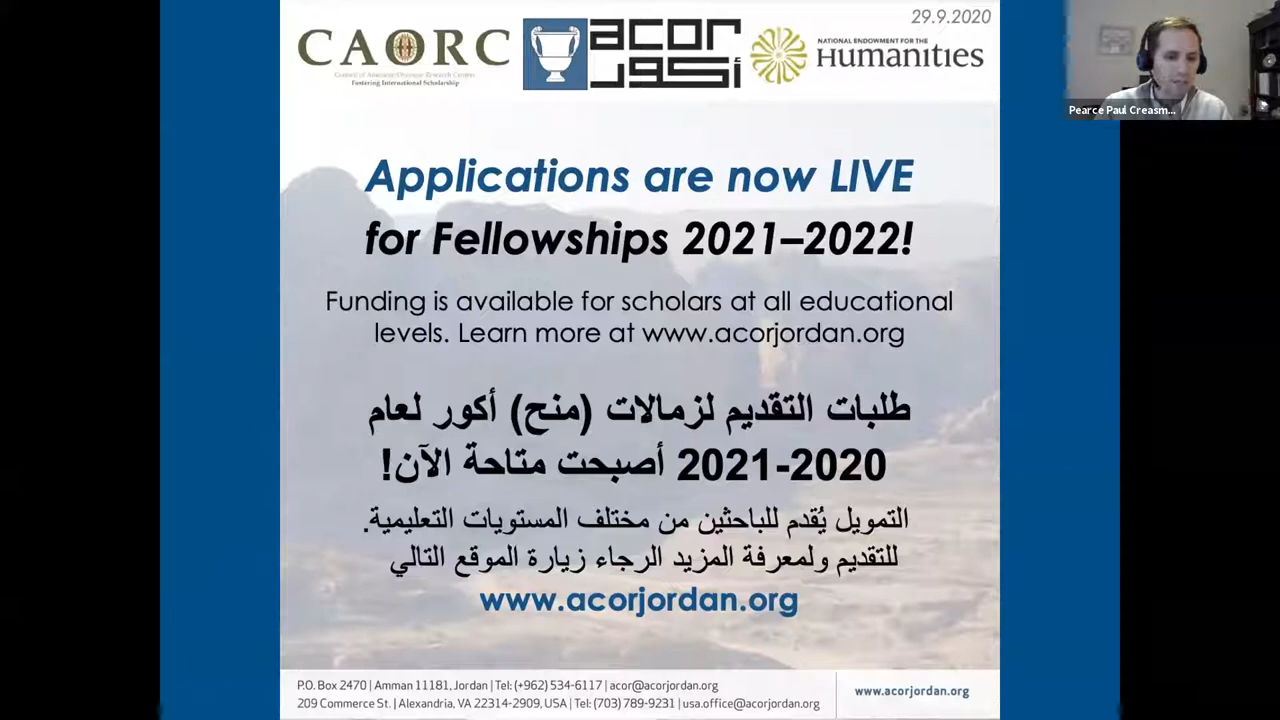 29.9.2020
CAORC
Council of American Overseas Research Centers
Fostering International Scholarship
acor
أكور
NATIONAL ENDOWMENT FOR THE
Humanities
Pearce Paul Creasm...
Applications are now LIVE
for Fellowships 2021–2022!
Funding is available for scholars at all educational
levels. Learn more at www.acorjordan.org
طلبات التقديم لزمالات (منح) أكور لعام
2020-2021 أصبحت متاحة الآن!
التمويل يُقدم للباحثين من مختلف المستويات التعليمية.
للتقديم ولمعرفة المزيد الرجاء زيارة الموقع التالي
www.acorjordan.org
P.O. Box 2470 | Amman 11181, Jordan | Tel: (+962) 534-6117 | acor@acorjordan.org
209 Commerce St. | Alexandria, VA 22314-2909, USA | Tel: (703) 789-9231 | usa.office@acorjordan.org
www.acorjordan.org